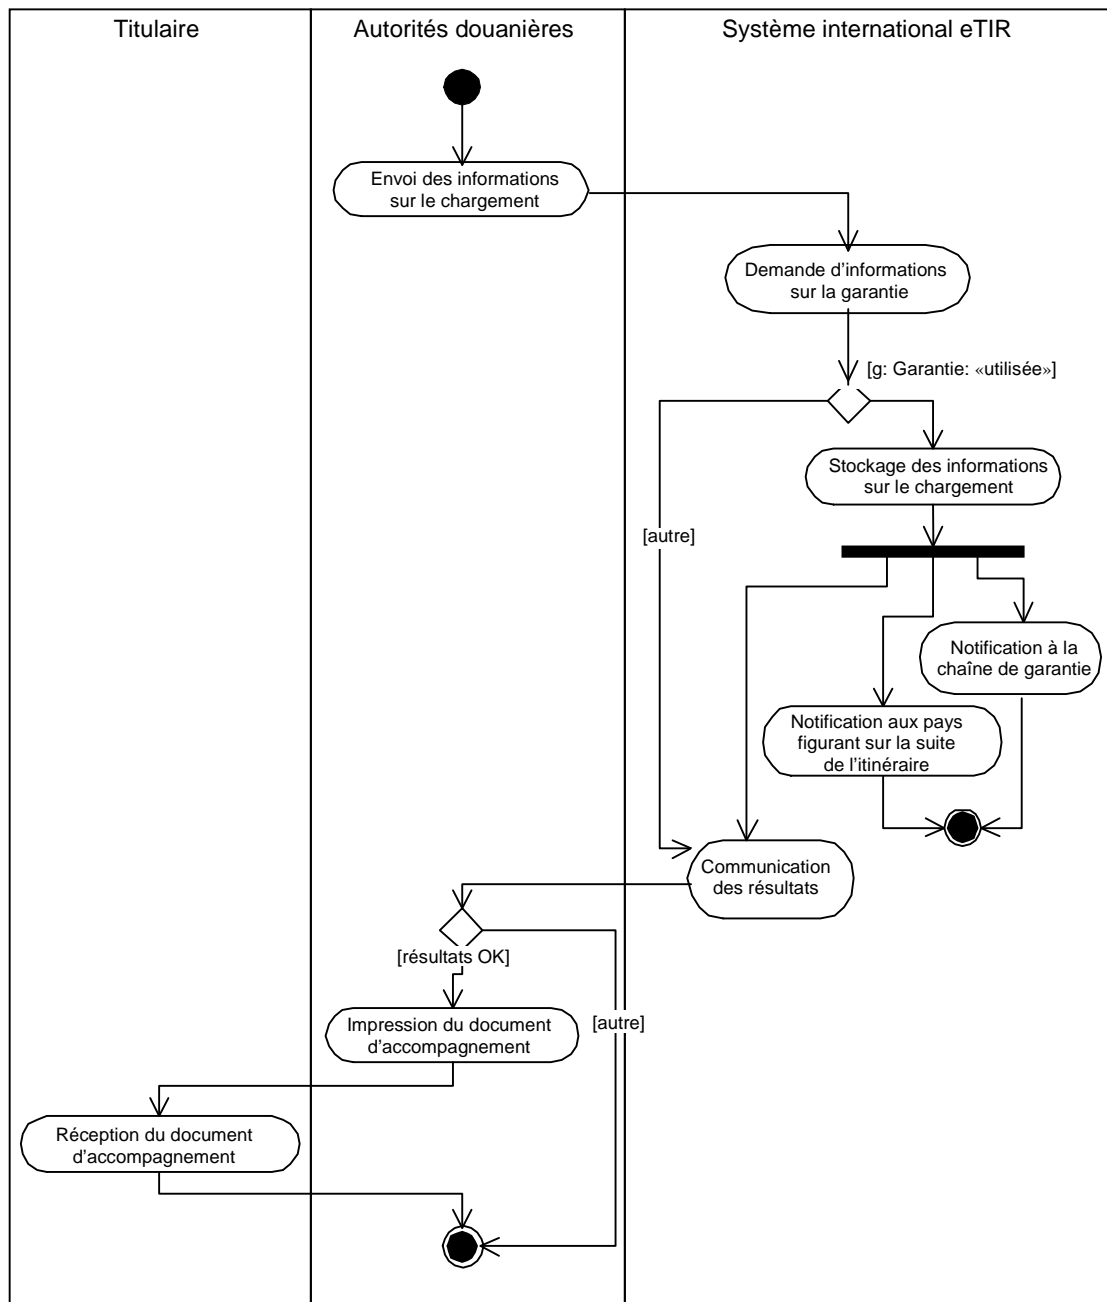 Titulaire
Autorités douanières
Système international eTIR
Envoi des informations
sur le chargement
Demande d’informations
sur la garantie
[g: Garantie: «utilisée»]
Stockage des informations
sur le chargement
[autre]
Notification à la
chaîne de garantie
Notification aux pays
figurant sur la suite
de l’itinéraire
Communication
des résultats
[résultats OK]
Impression du document
d’accompagnement
[autre]
Réception du document
d’accompagnement